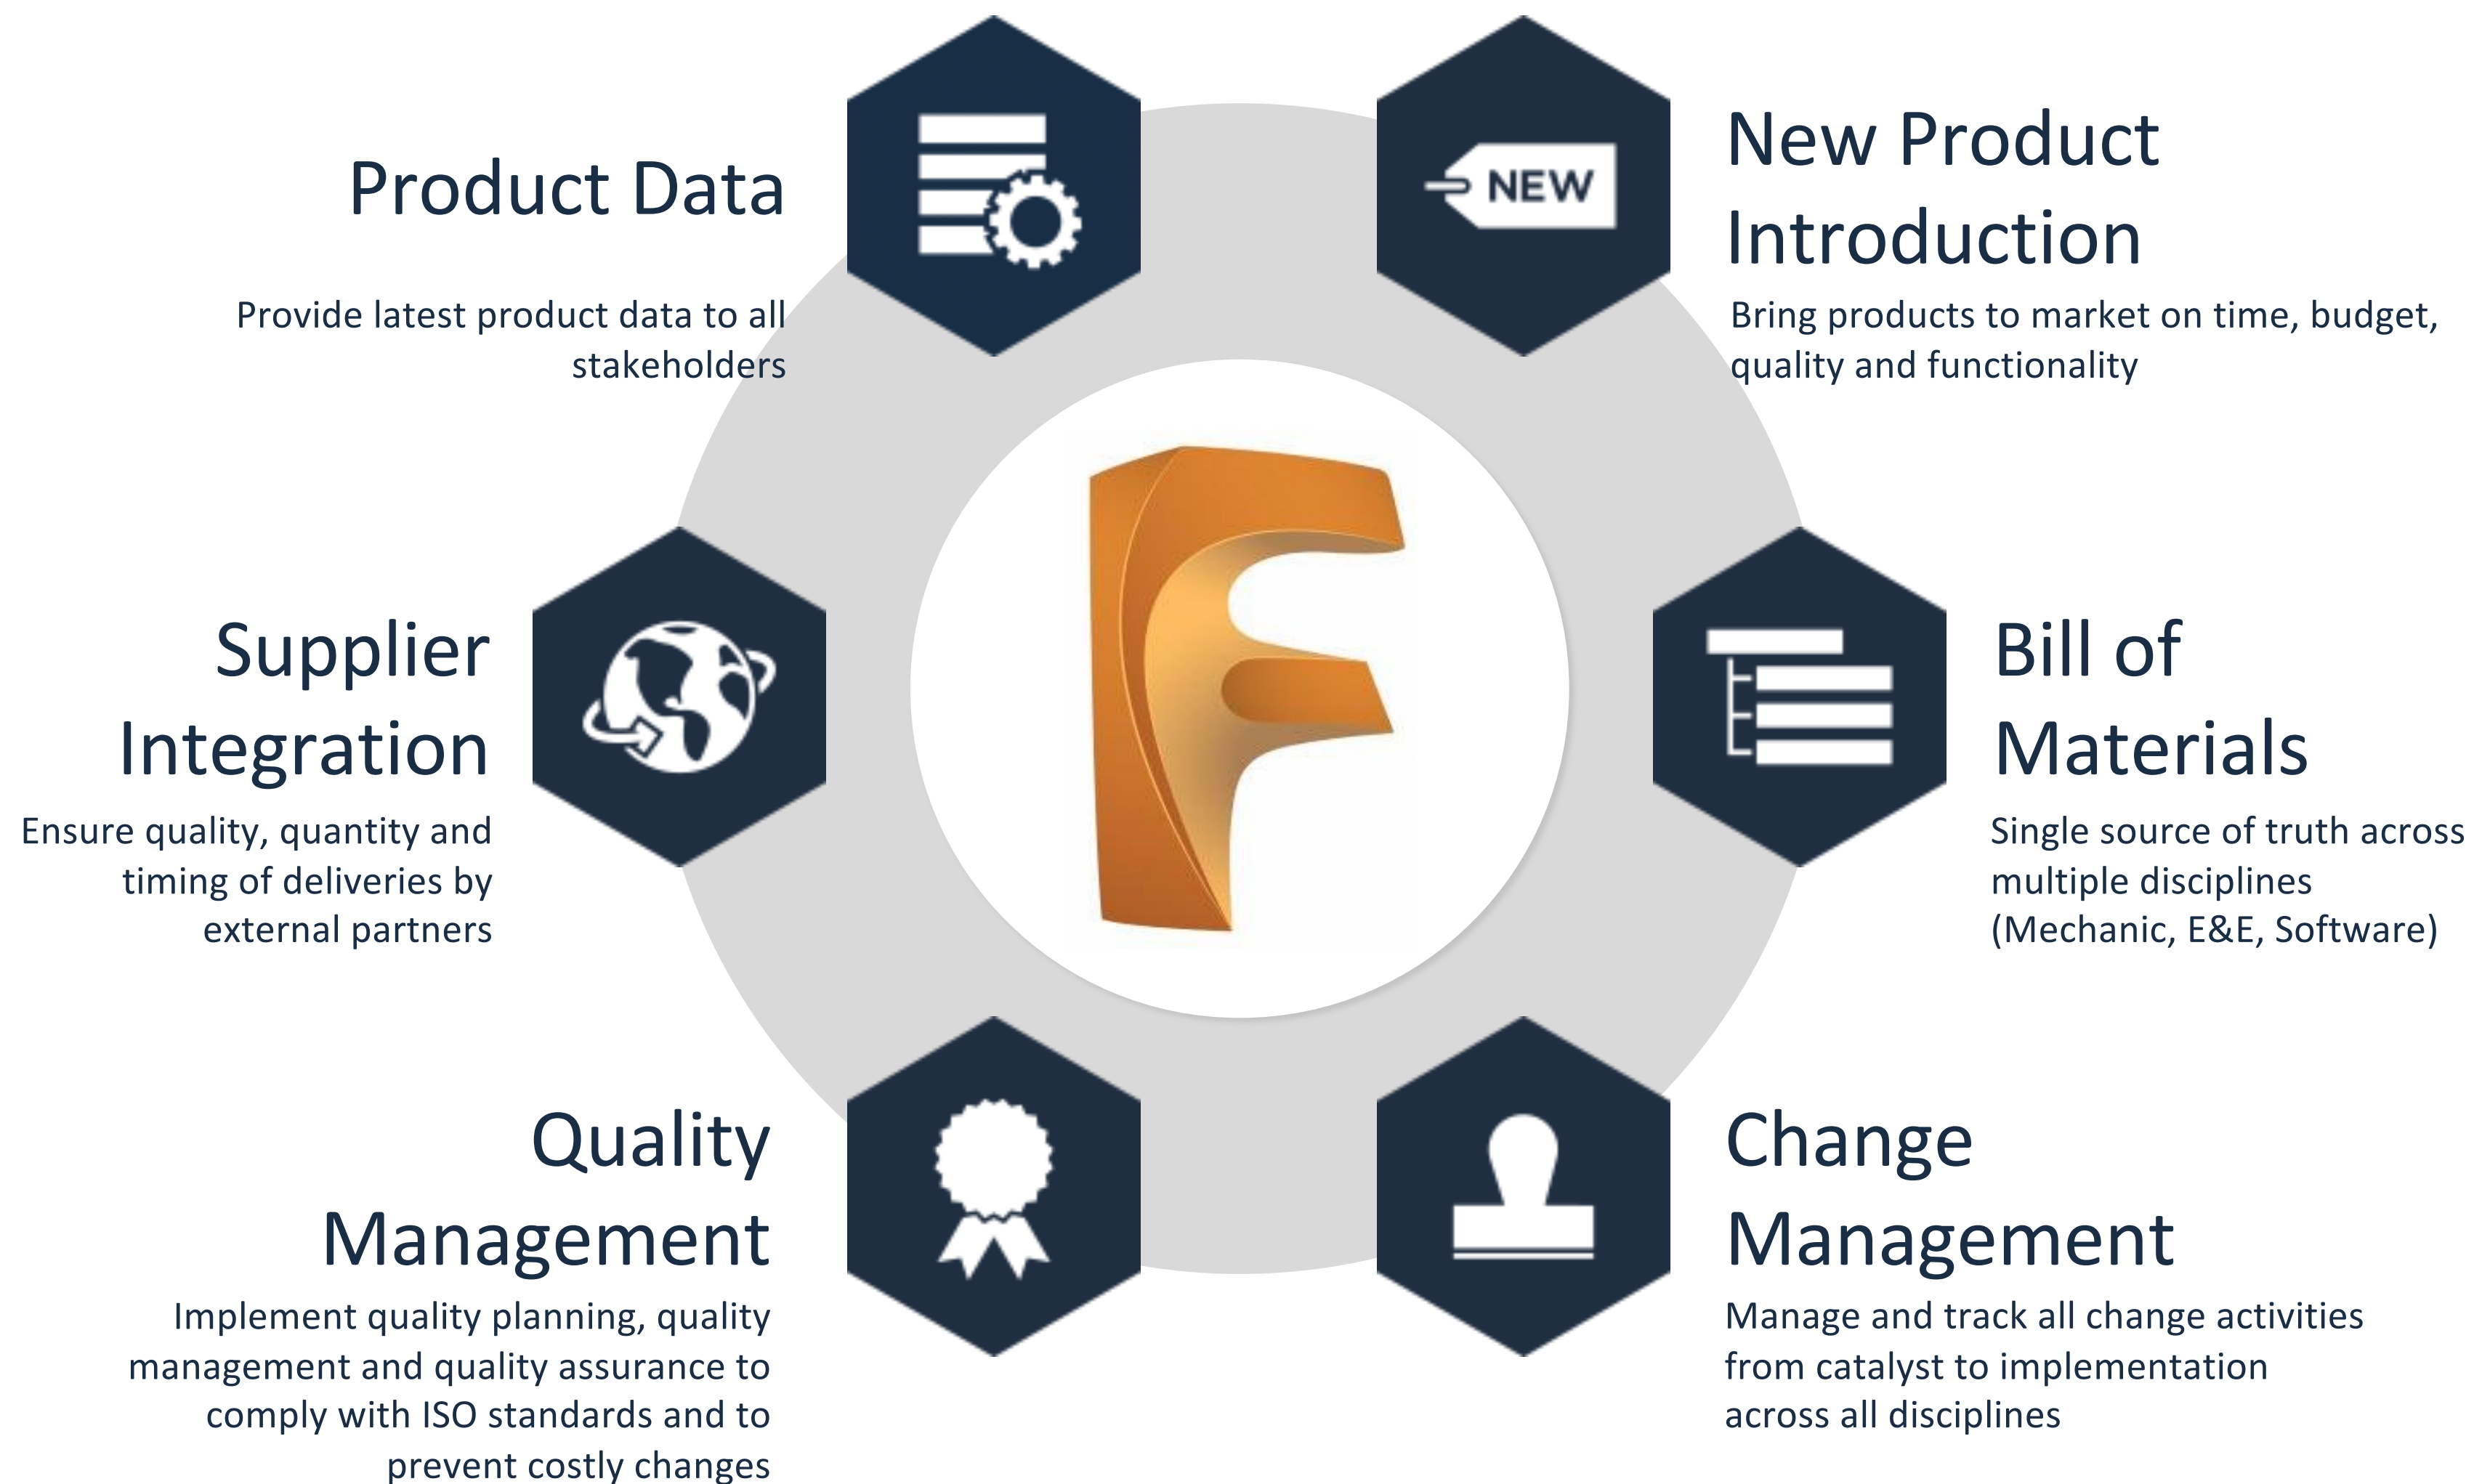 Product Data
Provide latest product data to all
stakeholders
NEW
New Product
Introduction
Bring products to market on time, budget,
quality and functionality
Supplier
Integration
Ensure quality, quantity and
timing of deliveries by
external partners
F
Bill of
Materials
Single source of truth across
multiple disciplines
(Mechanic, E&E, Software)
Quality
Management
Implement quality planning, quality
management and quality assurance to
comply with ISO standards and to
prevent costly changes
Change
Management
Manage and track all change activities
from catalyst to implementation
across all disciplines